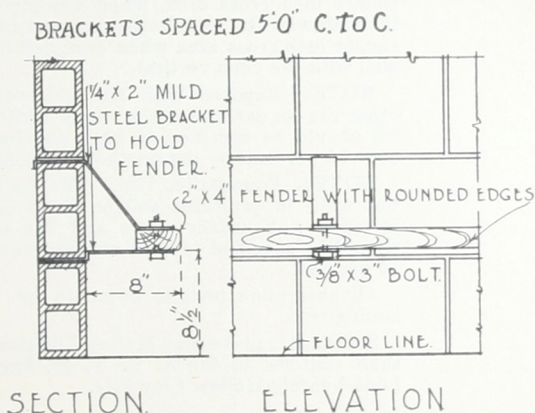 BRACKETS SPACED 5'-0" C. TO C.
1/4" X 2" MILD
STEEL BRACKET
TO HOLD
FENDER.
2" X 4" FENDER WITH ROUNDED EDGES
8"
8 1/2"
3/8" X 3" BOLT.
FLOOR LINE.
SECTION.
ELEVATION